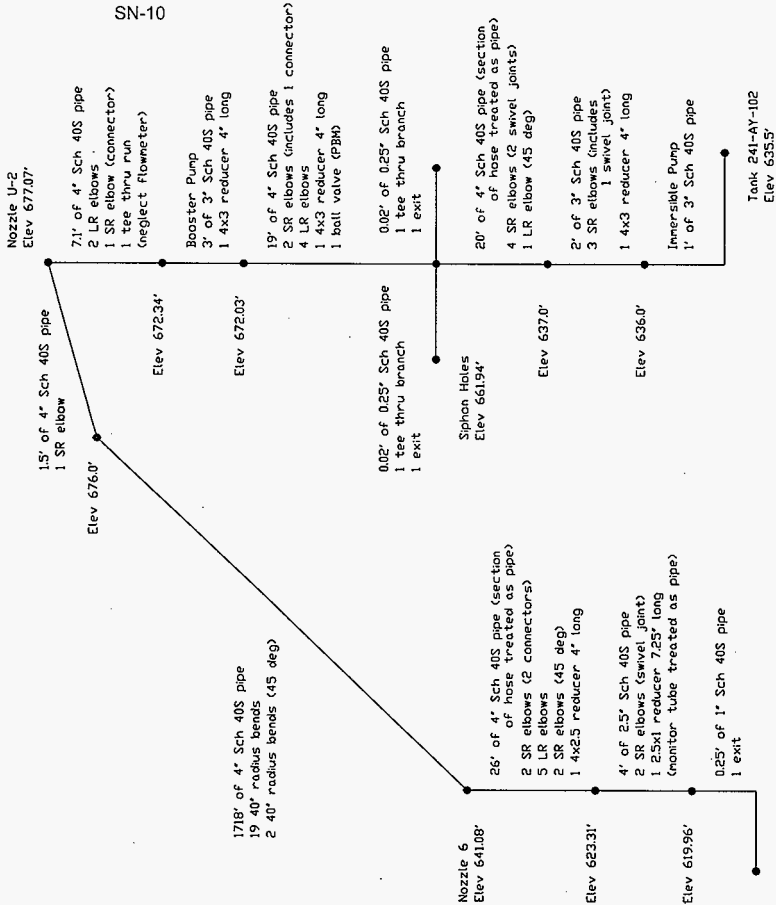 SN-10
Nozzle U-2
Elev 677.07'
7.1' of 4" Sch 40S pipe
2 LR elbows
1 SR elbow (connector)
1 tee thru run
(neglect flowmeter)
1.5' of 4" Sch 40S pipe
1 SR elbow
Elev 676.0'
Elev 672.34'
Booster Pump
3' of 3" Sch 40S pipe
1 4x3 reducer 4" long
Elev 672.03'
19' of 4" Sch 40S pipe
2 SR elbows (includes 1 connector)
4 LR elbows
1 4x3 reducer 4" long
1 ball valve (PBM)
0.02' of 0.25" Sch 40S pipe
1 tee thru branch
1 exit
0.02' of 0.25" Sch 40S pipe
1 tee thru branch
1 exit
Siphon Holes
Elev 661.94'
20' of 4" Sch 40S pipe (section
of hose treated as pipe)
4 SR elbows (2 swivel joints)
1 LR elbow (45 deg)
Elev 637.0'
2' of 3" Sch 40S pipe
3 SR elbows (includes
1 swivel joint)
1 4x3 reducer 4" long
Elev 636.0'
Immersible Pump
1' of 3" Sch 40S pipe
Tank 241-AY-102
Elev 635.5'
1718' of 4" Sch 40S pipe
19 40" radius bends
2 40" radius bends (45 deg)
Nozzle 6
Elev 641.08'
26' of 4" Sch 40S pipe (section
of hose treated as pipe)
2 SR elbows (2 connectors)
5 LR elbows
2 SR elbows (45 deg)
1 4x2.5 reducer 4" long
Elev 623.31'
4' of 2.5" Sch 40S pipe
2 SR elbows (swivel joint)
1 2.5x1 reducer 7.25" long
(monitor tube treated as pipe)
Elev 619.96'
0.25' of 1" Sch 40S pipe
1 exit